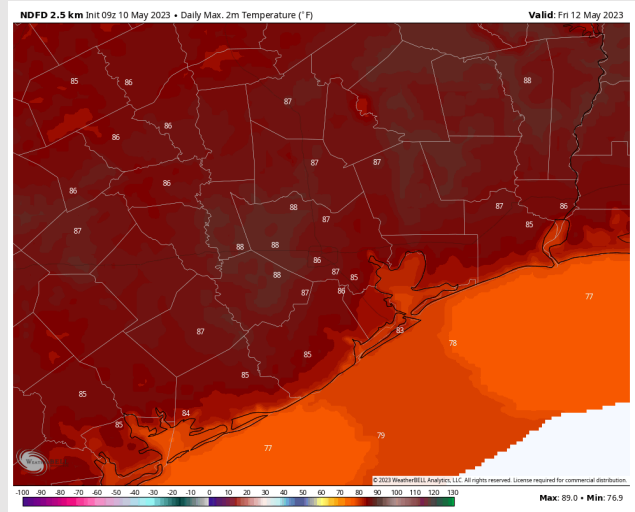 NDFD 2.5 km Init 09z 10 May 2023 • Daily Max. 2m Temperature (°F) Valid: Fri 12 May 2023
85 86 88
87
86 86
87 87
86 86
88 87 87 86
87 85
88 88
86
88 87 85
87 86 77
87 83
78
85
85
85
84
85
79
77
© 2023 WeatherBELL Analytics, LLC. All rights reserved. License required for commercial distribution.
-100 -90 -80 -70 -60 -50 -40 -30 -20 -10 0 10 20 30 40 50 60 70 80 90 100 110 120 130
Max: 89.0 • Min: 76.9